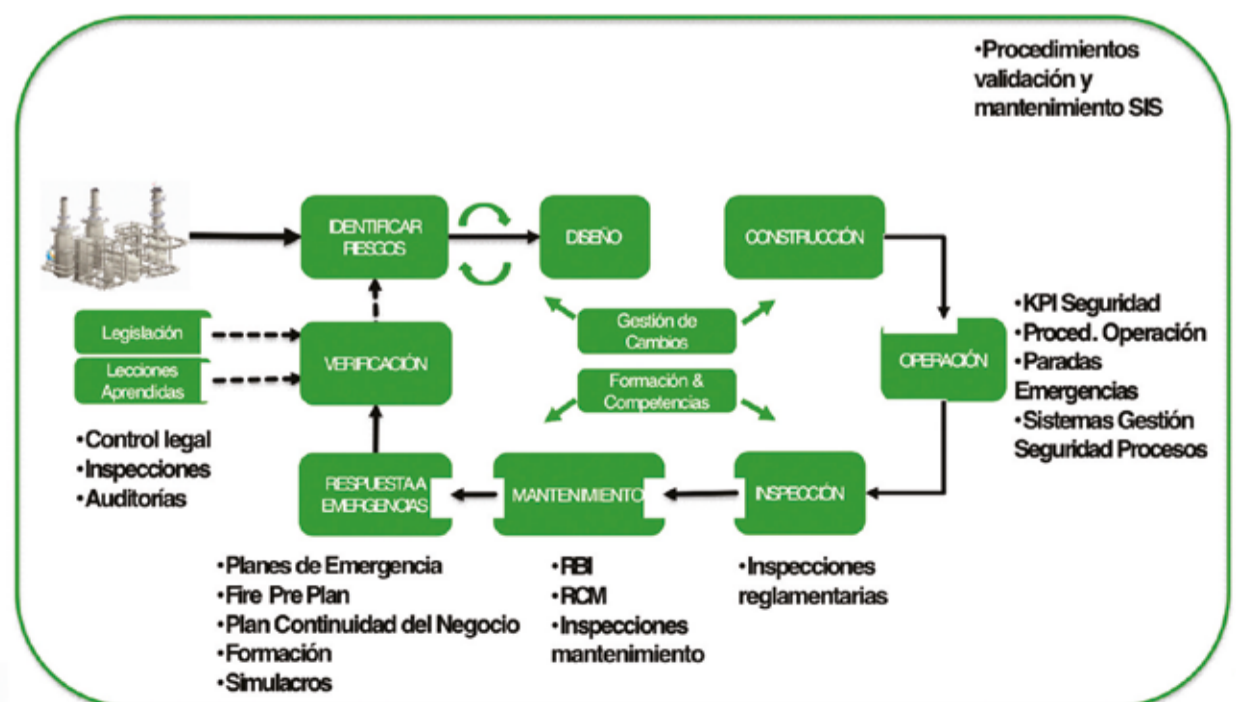 •Procedimientos
validación y
mantenimiento SIS
IDENTIFICAR
RIESGOS
DISEÑO
CONSTRUCCIÓN
Legislación
Lecciones
Aprendidas
VERIFICACIÓN
Gestión de
Cambios
Formación &
Competencias
OPERACIÓN
•KPI Seguridad
•Proced. Operación
•Paradas
Emergencias
•Sistemas Gestión
Seguridad Procesos
•Control legal
•Inspecciones
•Auditorías
RESPUESTA A
EMERGENCIAS
MANTENIMIENTO
INSPECCIÓN
•Planes de Emergencia
•Fire Pre Plan
•Plan Continuidad del Negocio
•Formación
•Simulacros
•RBI
•RCM
•Inspecciones
mantenimiento
•Inspecciones
reglamentarias